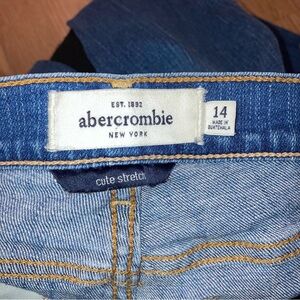 EST. 1892
abercrombie
NEW YORK
14
MADE IN
GUATEMALA
cute stretch